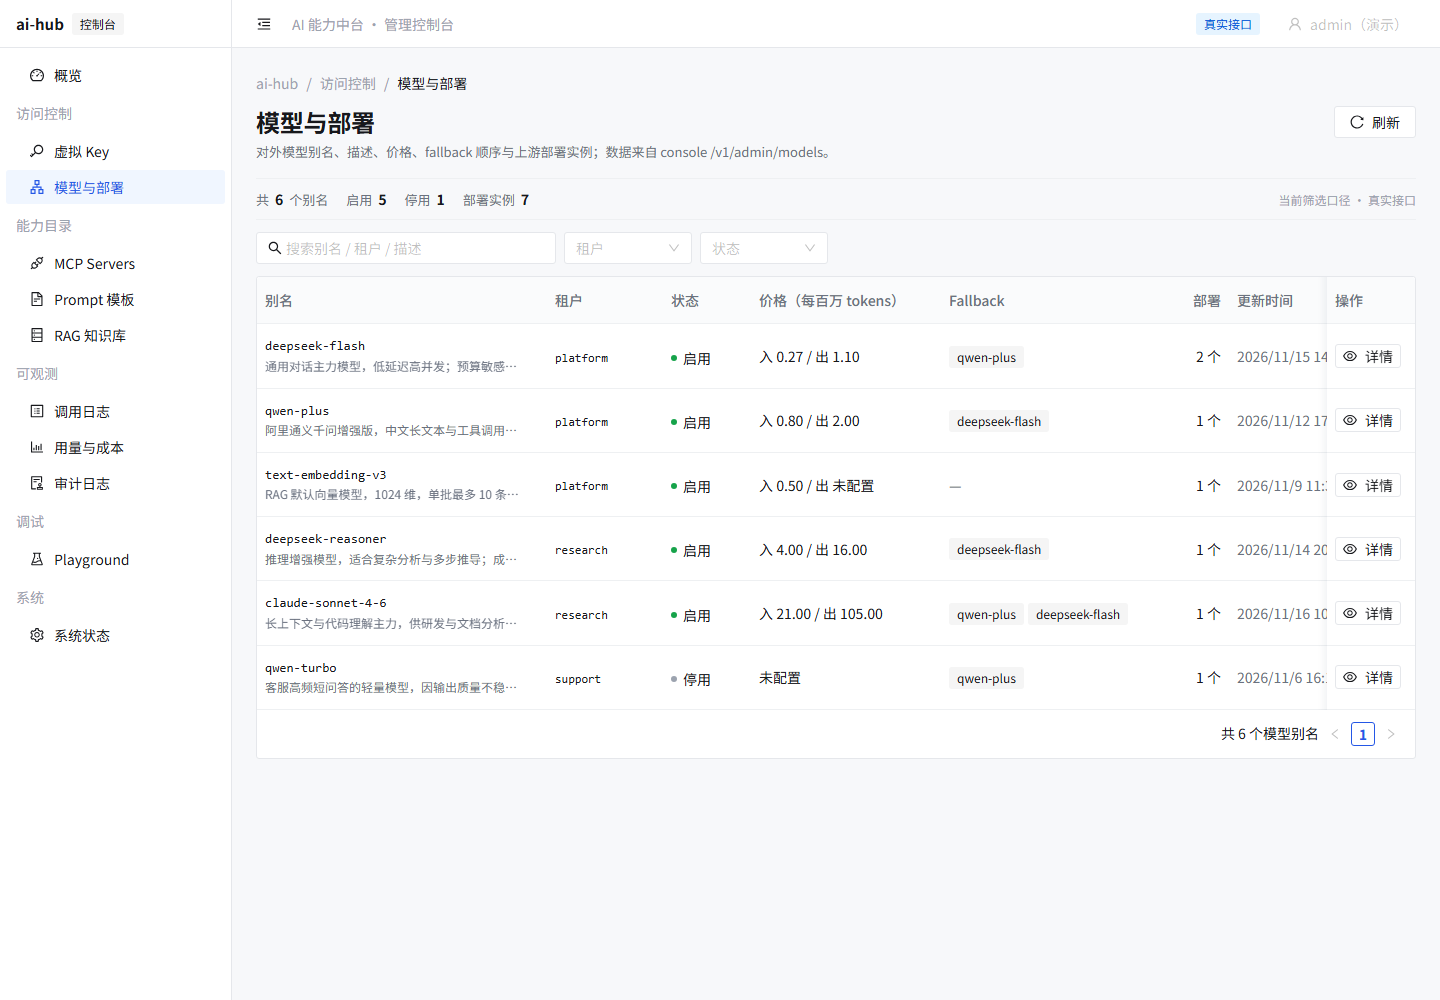 ai-hub 控制台
AI 能力中台 • 管理控制台
真实接口
admin（演示）
概览
访问控制
虚拟 Key
模型与部署
能力目录
MCP Servers
Prompt 模板
RAG 知识库
可观测
调用日志
用量与成本
审计日志
调试
Playground
系统
系统状态
ai-hub / 访问控制 / 模型与部署
模型与部署
刷新
对外模型别名、描述、价格、fallback 顺序与上游部署实例；数据来自 console /v1/admin/models。
共 6 个别名 启用 5 停用 1 部署实例 7
当前筛选口径 • 真实接口
搜索别名 / 租户 / 描述
租户
状态
别名 租户 状态 价格（每百万 tokens） Fallback 部署 更新时间 操作
deepseek-flash
通用对话主力模型，低延迟高并发；预算敏感…
platform 启用 入 0.27 / 出 1.10 qwen-plus 2 个 2026/11/15 14 详情
qwen-plus
阿里通义千问增强版，中文长文本与工具调用…
platform 启用 入 0.80 / 出 2.00 deepseek-flash 1 个 2026/11/12 17 详情
text-embedding-v3
RAG 默认向量模型，1024 维，单批最多 10 条…
platform 启用 入 0.50 / 出 未配置 — 1 个 2026/11/9 11: 详情
deepseek-reasoner
推理增强模型，适合复杂分析与多步推导；成…
research 启用 入 4.00 / 出 16.00 deepseek-flash 1 个 2026/11/14 20 详情
claude-sonnet-4-6
长上下文与代码理解主力，供研发与文档分析…
research 启用 入 21.00 / 出 105.00 qwen-plus deepseek-flash 1 个 2026/11/16 10 详情
qwen-turbo
客服高频短问答的轻量模型，因输出质量不稳…
support 停用 未配置 qwen-plus 1 个 2026/11/6 16: 详情
共 6 个模型别名 1